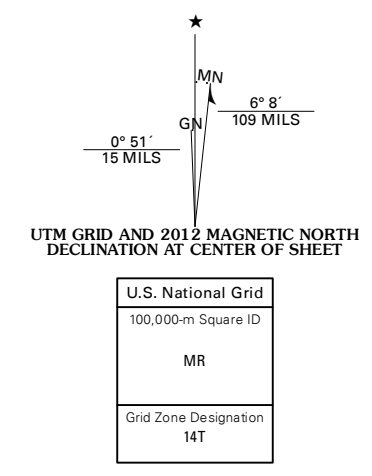 MN
6° 8´
109 MILS
GN
0° 51´
15 MILS
UTM GRID AND 2012 MAGNETIC NORTH
DECLINATION AT CENTER OF SHEET
U.S. National Grid
100,000-m Square ID
MR
Grid Zone Designation
14T